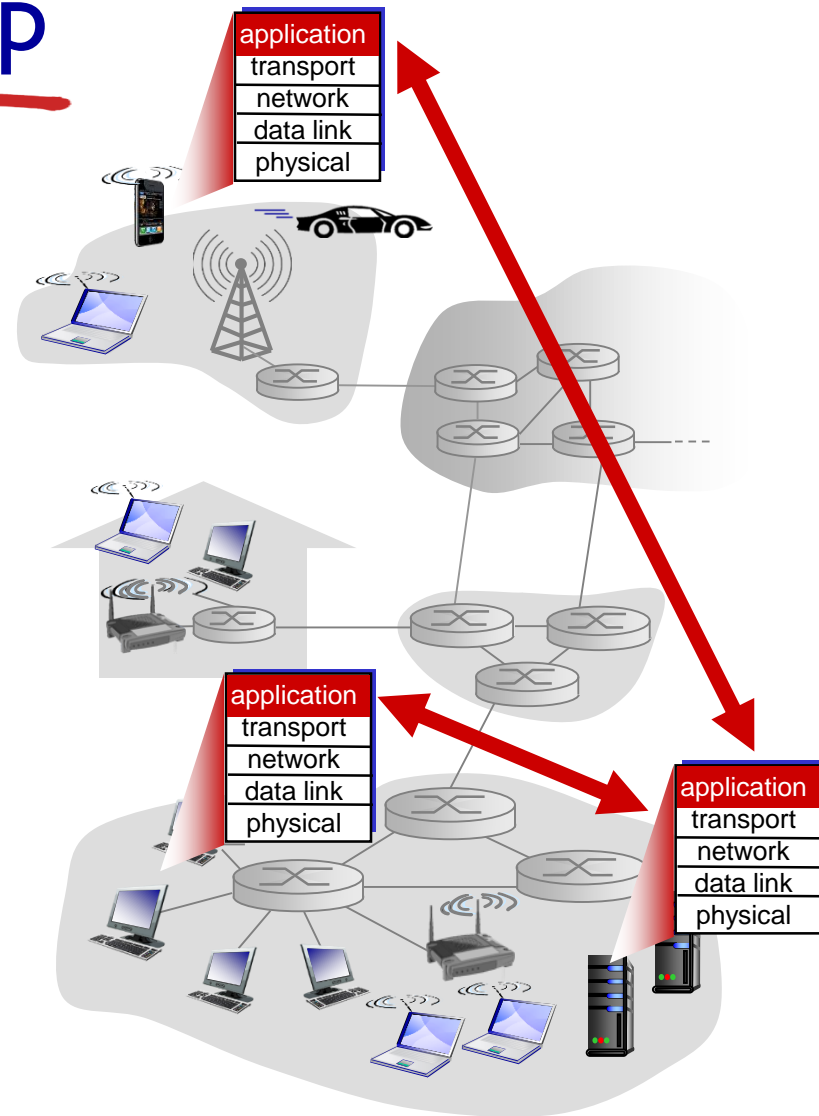 p
application
transport
network
data link
physical
application
transport
network
data link
physical
application
transport
network
data link
physical